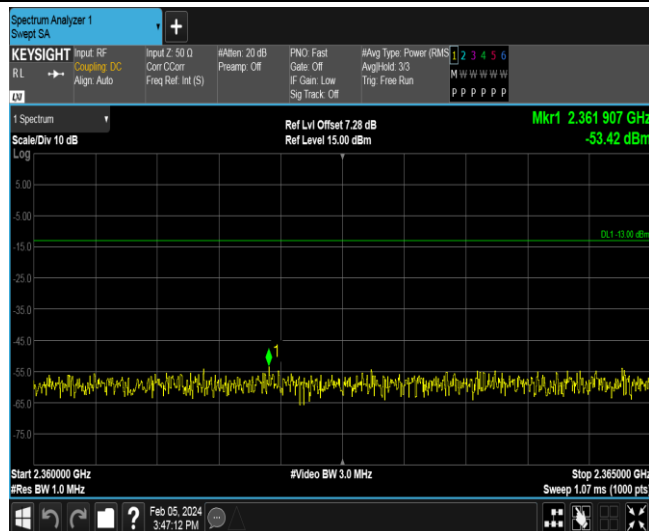 Spectrum Analyzer 1
Swept SA
+
KEYSIGHT Input: RF Input Z: 50 Ω #Atten: 20 dB PNO: Fast #Avg Type: Power (RMS 1 2 3 4 5 6
RL Coupling: DC Corr CCorr Preamp: Off Gate: Off Avg|Hold: 3/3 M W W W W W
Align: Auto Freq Ref: Int (S) IF Gain: Low Trig: Free Run
Sig Track: Off P P P P P P
LXI
1 Spectrum Ref Lvl Offset 7.28 dB Mkr1 2.361 907 GHz
Scale/Div 10 dB Ref Level 15.00 dBm -53.42 dBm
Log
5.00
-5.00
DL1 -13.00 dBm
-15.0
-25.0
-35.0
-45.0
1
-55.0
-65.0
-75.0
Start 2.360000 GHz #Video BW 3.0 MHz Stop 2.365000 GHz
#Res BW 1.0 MHz Sweep 1.07 ms (1000 pts)
? Feb 05, 2024
3:47:12 PM